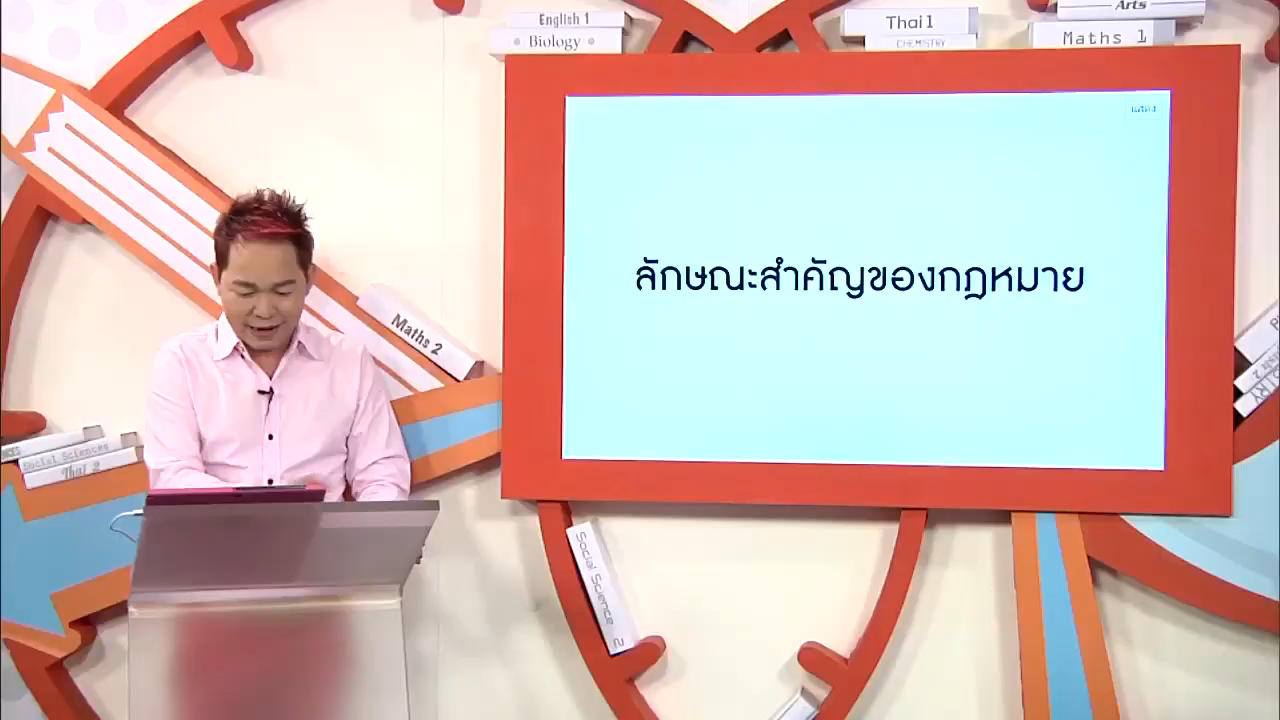 English 1
Biology
Thai 1
CHEMISTRY
Arts
Maths 1
ลักษณะสำคัญของกฎหมาย
Maths 2
Social Sciences
Thai 2
Social Science 2